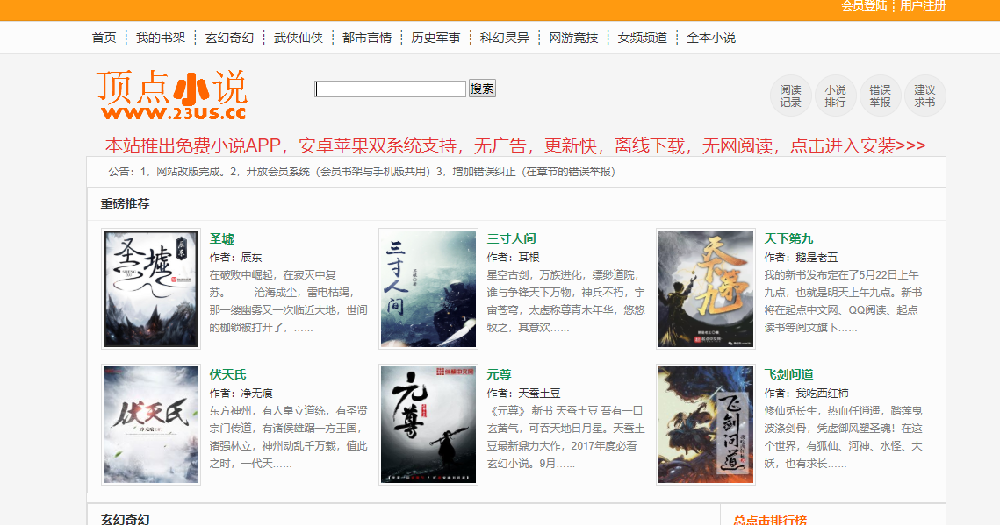 会员登陆 用户注册
首页 我的书架 玄幻奇幻 武侠仙侠 都市言情 历史军事 科幻灵异 网游竞技 女频频道 全本小说
顶点小说
www.23us.cc
搜索
阅读记录 小说排行 错误举报 建议求书
本站推出免费小说APP，安卓苹果双系统支持，无广告，更新快，离线下载，无网阅读，点击进入安装>>>
公告：1，网站改版完成。2，开放会员系统（会员书架与手机版共用）3，增加错误纠正（在章节的错误举报）
重磅推荐
圣墟
辰东
圣墟
作者：辰东
在破败中崛起，在寂灭中复
苏。 沧海成尘，雷电枯竭，
那一缕幽雾又一次临近大地，世间
的枷锁被打开了，……
三寸人间
三寸人间
作者：耳根
星空古剑，万族进化，缥缈道院，
谁与争锋天下万物，神兵不朽，宇
宙苍穹，太虚称尊青木年华，悠悠
牧之，其意欢……
天下第九
天下第九
作者：鹅是老五
我的新书发布定在了5月22日上午
九点，也就是明天上午九点。新书
将在起点中文网、QQ阅读、起点
读书等阅文旗下……
伏天氏
伏天氏
作者：净无痕
东方神州，有人皇立道统，有圣贤
宗门传道，有诸侯雄踞一方王国，
诸强林立，神州动乱千万载，值此
之时，一代天……
元尊
元尊
作者：天蚕土豆
《元尊》 新书 天蚕土豆 吾有一口
玄黄气，可吞天地日月星。天蚕土
豆最新鼎力大作，2017年度必看
玄幻小说。9月……
飞剑问道
飞剑问道
作者：我吃西红柿
修仙觅长生，热血任逍遥，踏莲曳
波涤剑骨，凭虚御风塑圣魂！在这
个世界，有狐仙、河神、水怪、大
妖，也有求长……
玄幻奇幻
总点击排行榜